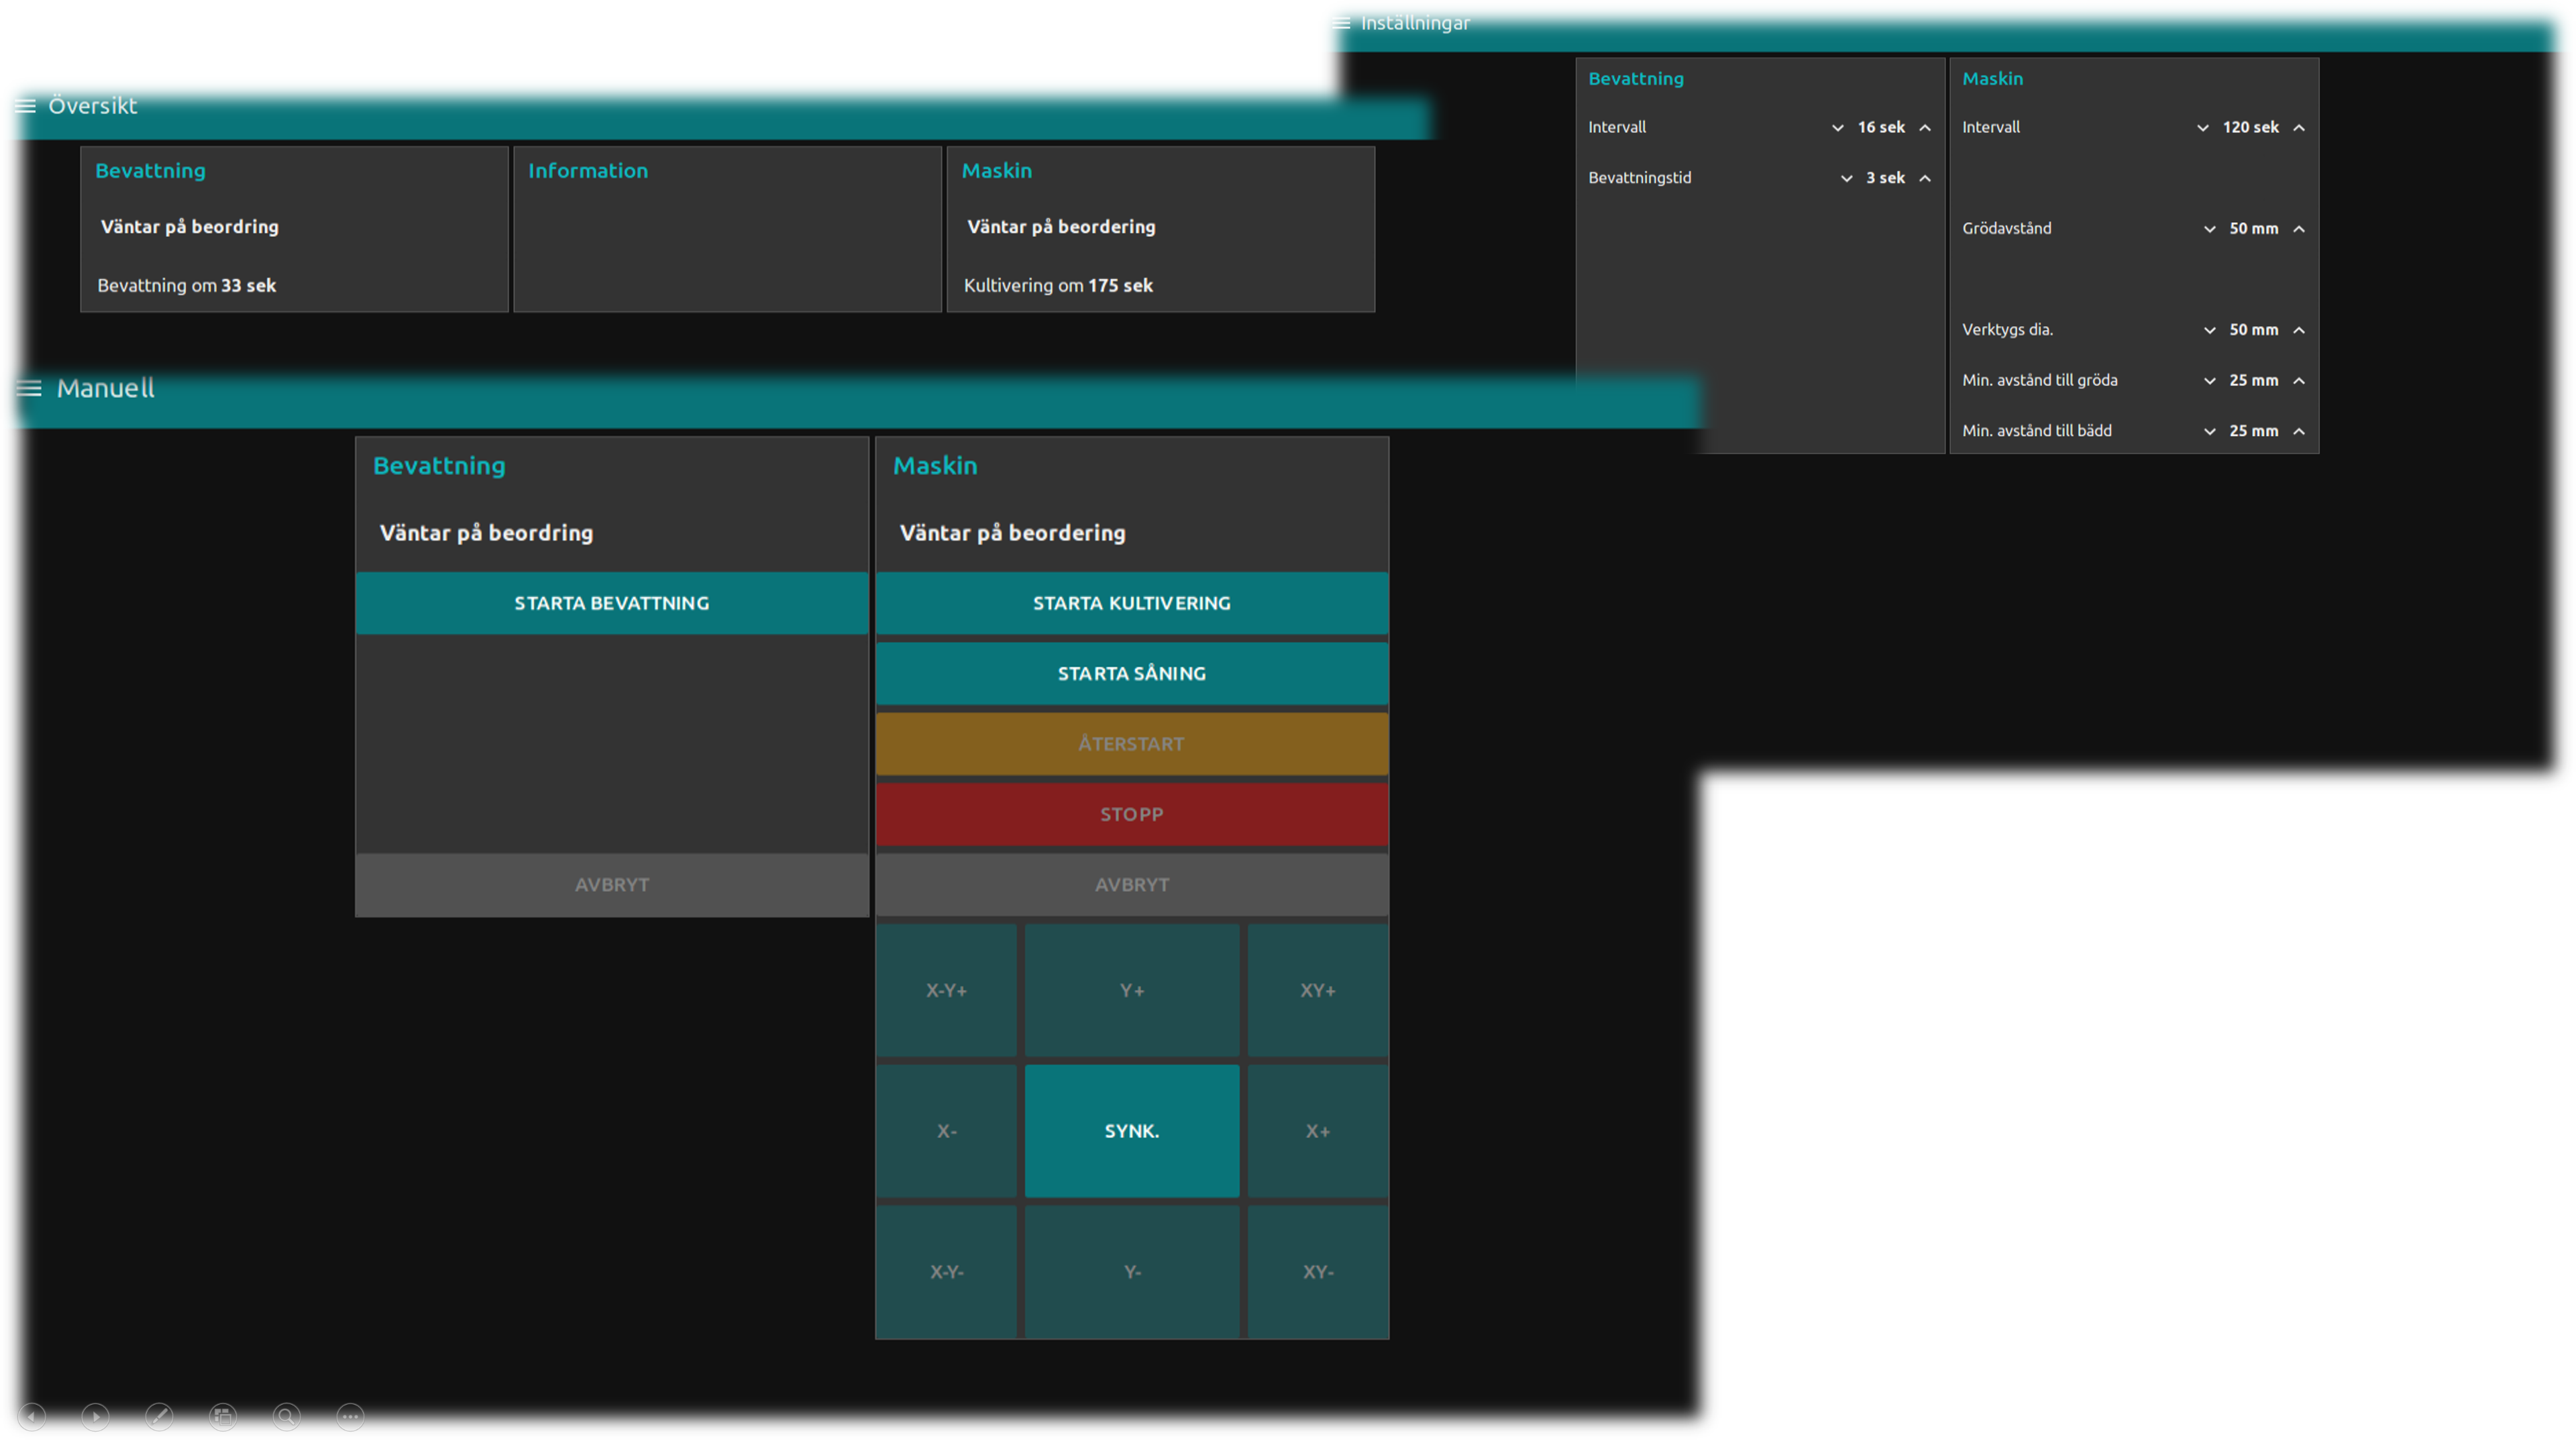 Inställningar
Bevattning
Intervall 16 sek
Bevattningstid 3 sek
Maskin
Intervall 120 sek
Grödavstånd 50 mm
Verktygs dia. 50 mm
Min. avstånd till gröda 25 mm
Min. avstånd till bädd 25 mm
Översikt
Bevattning
Väntar på beordring
Bevattning om 33 sek
Information
Maskin
Väntar på beordering
Kultivering om 175 sek
Manuell
Bevattning
Väntar på beordring
STARTA BEVATTNING
AVBRYT
Maskin
Väntar på beordering
STARTA KULTIVERING
STARTA SÅNING
ÅTERSTART
STOPP
AVBRYT
X-Y+ Y+ XY+
X- SYNK. X+
X-Y- Y- XY-